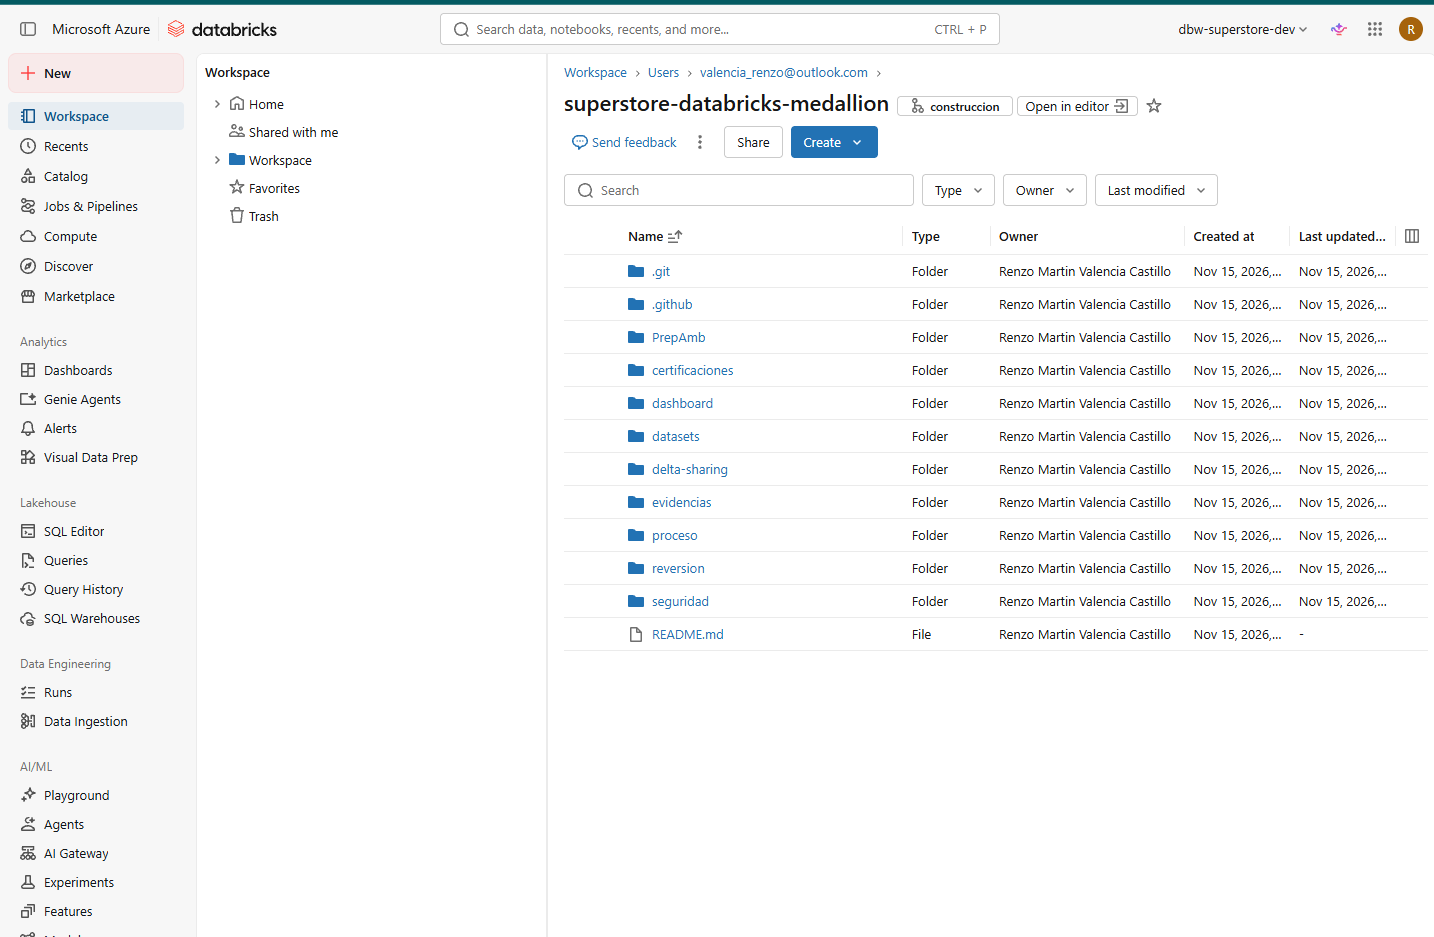 Microsoft Azure databricks Search data, notebooks, recents, and more... CTRL + P dbw-superstore-dev R
New
Workspace
Recents
Catalog
Jobs & Pipelines
Compute
Discover
Marketplace
Analytics
Dashboards
Genie Agents
Alerts
Visual Data Prep
Lakehouse
SQL Editor
Queries
Query History
SQL Warehouses
Data Engineering
Runs
Data Ingestion
AI/ML
Playground
Agents
AI Gateway
Experiments
Features
Workspace
Home
Shared with me
Workspace
Favorites
Trash
Workspace › Users › valencia_renzo@outlook.com ›
superstore-databricks-medallion construccion Open in editor
Send feedback Share Create
Search Type Owner Last modified
Name Type Owner Created at Last updated...
.git Folder Renzo Martin Valencia Castillo Nov 15, 2026,... Nov 15, 2026,...
.github Folder Renzo Martin Valencia Castillo Nov 15, 2026,... Nov 15, 2026,...
PrepAmb Folder Renzo Martin Valencia Castillo Nov 15, 2026,... Nov 15, 2026,...
certificaciones Folder Renzo Martin Valencia Castillo Nov 15, 2026,... Nov 15, 2026,...
dashboard Folder Renzo Martin Valencia Castillo Nov 15, 2026,... Nov 15, 2026,...
datasets Folder Renzo Martin Valencia Castillo Nov 15, 2026,... Nov 15, 2026,...
delta-sharing Folder Renzo Martin Valencia Castillo Nov 15, 2026,... Nov 15, 2026,...
evidencias Folder Renzo Martin Valencia Castillo Nov 15, 2026,... Nov 15, 2026,...
proceso Folder Renzo Martin Valencia Castillo Nov 15, 2026,... Nov 15, 2026,...
reversion Folder Renzo Martin Valencia Castillo Nov 15, 2026,... Nov 15, 2026,...
seguridad Folder Renzo Martin Valencia Castillo Nov 15, 2026,... Nov 15, 2026,...
README.md File Renzo Martin Valencia Castillo Nov 15, 2026,... -